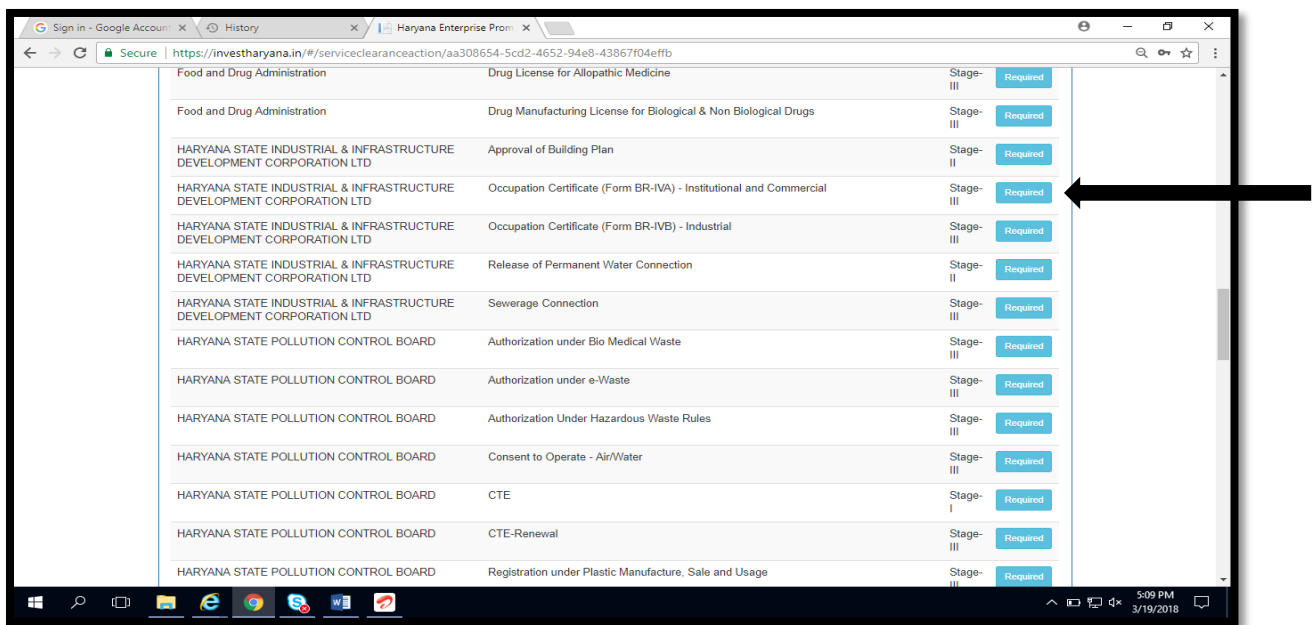 Sign in - Google Accoun
History
Haryana Enterprise Prom
Secure
https://investharyana.in/#/serviceclearanceaction/aa308654-5cd2-4652-94e8-43867f04effb
Food and Drug Administration Drug License for Allopathic Medicine Stage- Required
III
Food and Drug Administration Drug Manufacturing License for Biological & Non Biological Drugs Stage- Required
III
HARYANA STATE INDUSTRIAL & INFRASTRUCTURE Approval of Building Plan Stage- Required
DEVELOPMENT CORPORATION LTD II
HARYANA STATE INDUSTRIAL & INFRASTRUCTURE Occupation Certificate (Form BR-IVA) - Institutional and Commercial Stage- Required
DEVELOPMENT CORPORATION LTD III
HARYANA STATE INDUSTRIAL & INFRASTRUCTURE Occupation Certificate (Form BR-IVB) - Industrial Stage- Required
DEVELOPMENT CORPORATION LTD III
HARYANA STATE INDUSTRIAL & INFRASTRUCTURE Release of Permanent Water Connection Stage- Required
DEVELOPMENT CORPORATION LTD II
HARYANA STATE INDUSTRIAL & INFRASTRUCTURE Sewerage Connection Stage- Required
DEVELOPMENT CORPORATION LTD III
HARYANA STATE POLLUTION CONTROL BOARD Authorization under Bio Medical Waste Stage- Required
III
HARYANA STATE POLLUTION CONTROL BOARD Authorization under e-Waste Stage- Required
III
HARYANA STATE POLLUTION CONTROL BOARD Authorization Under Hazardous Waste Rules Stage- Required
III
HARYANA STATE POLLUTION CONTROL BOARD Consent to Operate - Air/Water Stage- Required
III
HARYANA STATE POLLUTION CONTROL BOARD CTE Stage- Required
I
HARYANA STATE POLLUTION CONTROL BOARD CTE-Renewal Stage- Required
III
HARYANA STATE POLLUTION CONTROL BOARD Registration under Plastic Manufacture, Sale and Usage Stage- Required
III
5:09 PM
3/19/2018